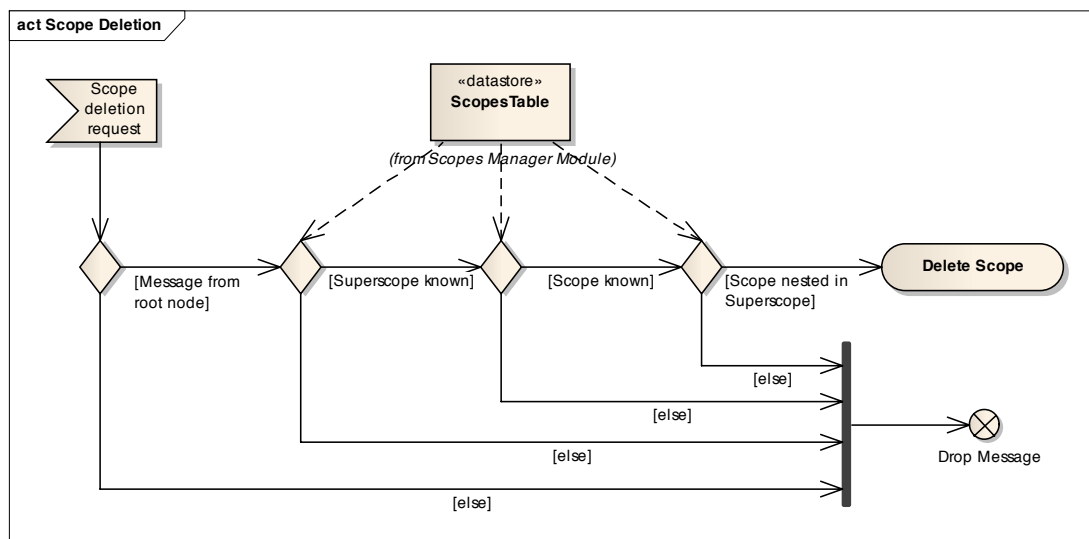 act Scope Deletion
Scope
deletion
request
«datastore»
ScopesTable
(from Scopes Manager Module)
[Message from
root node]
[Superscope known]
[Scope known]
[Scope nested in
Superscope]
Delete Scope
[else]
[else]
[else]
[else]
Drop Message